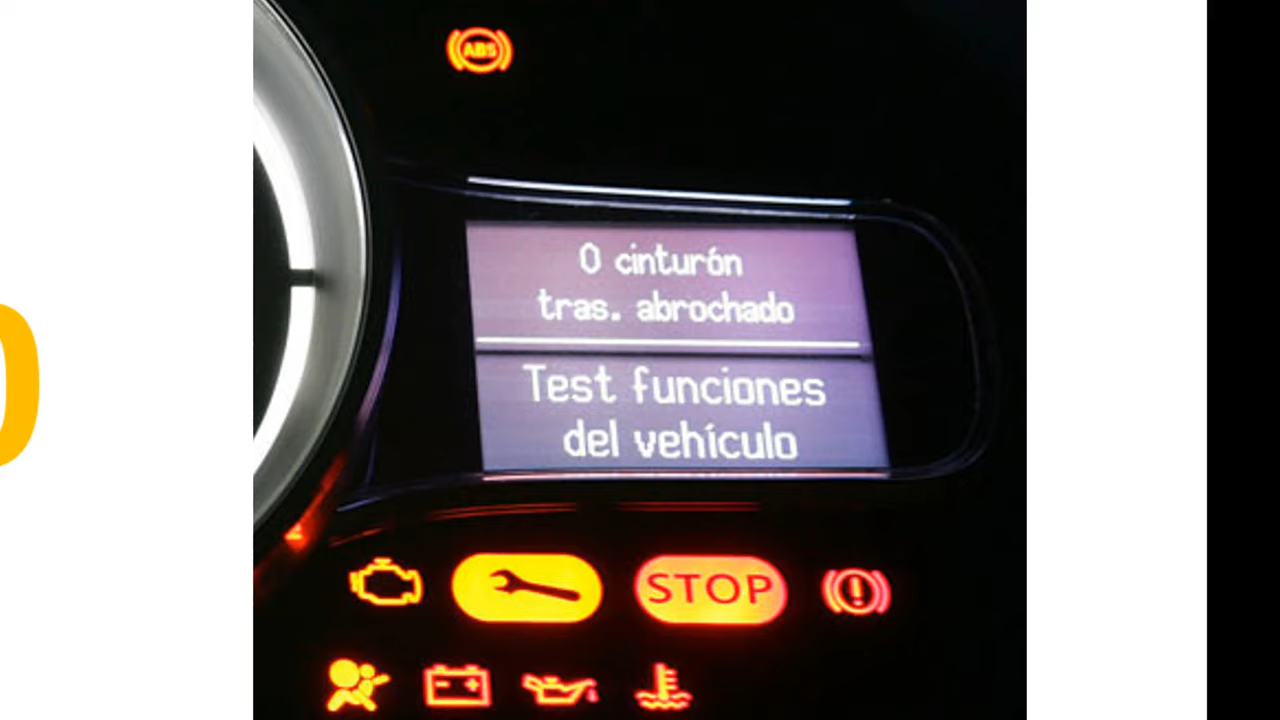 ABS
0 cinturón
tras. abrochado
Test funciones
del vehículo
STOP